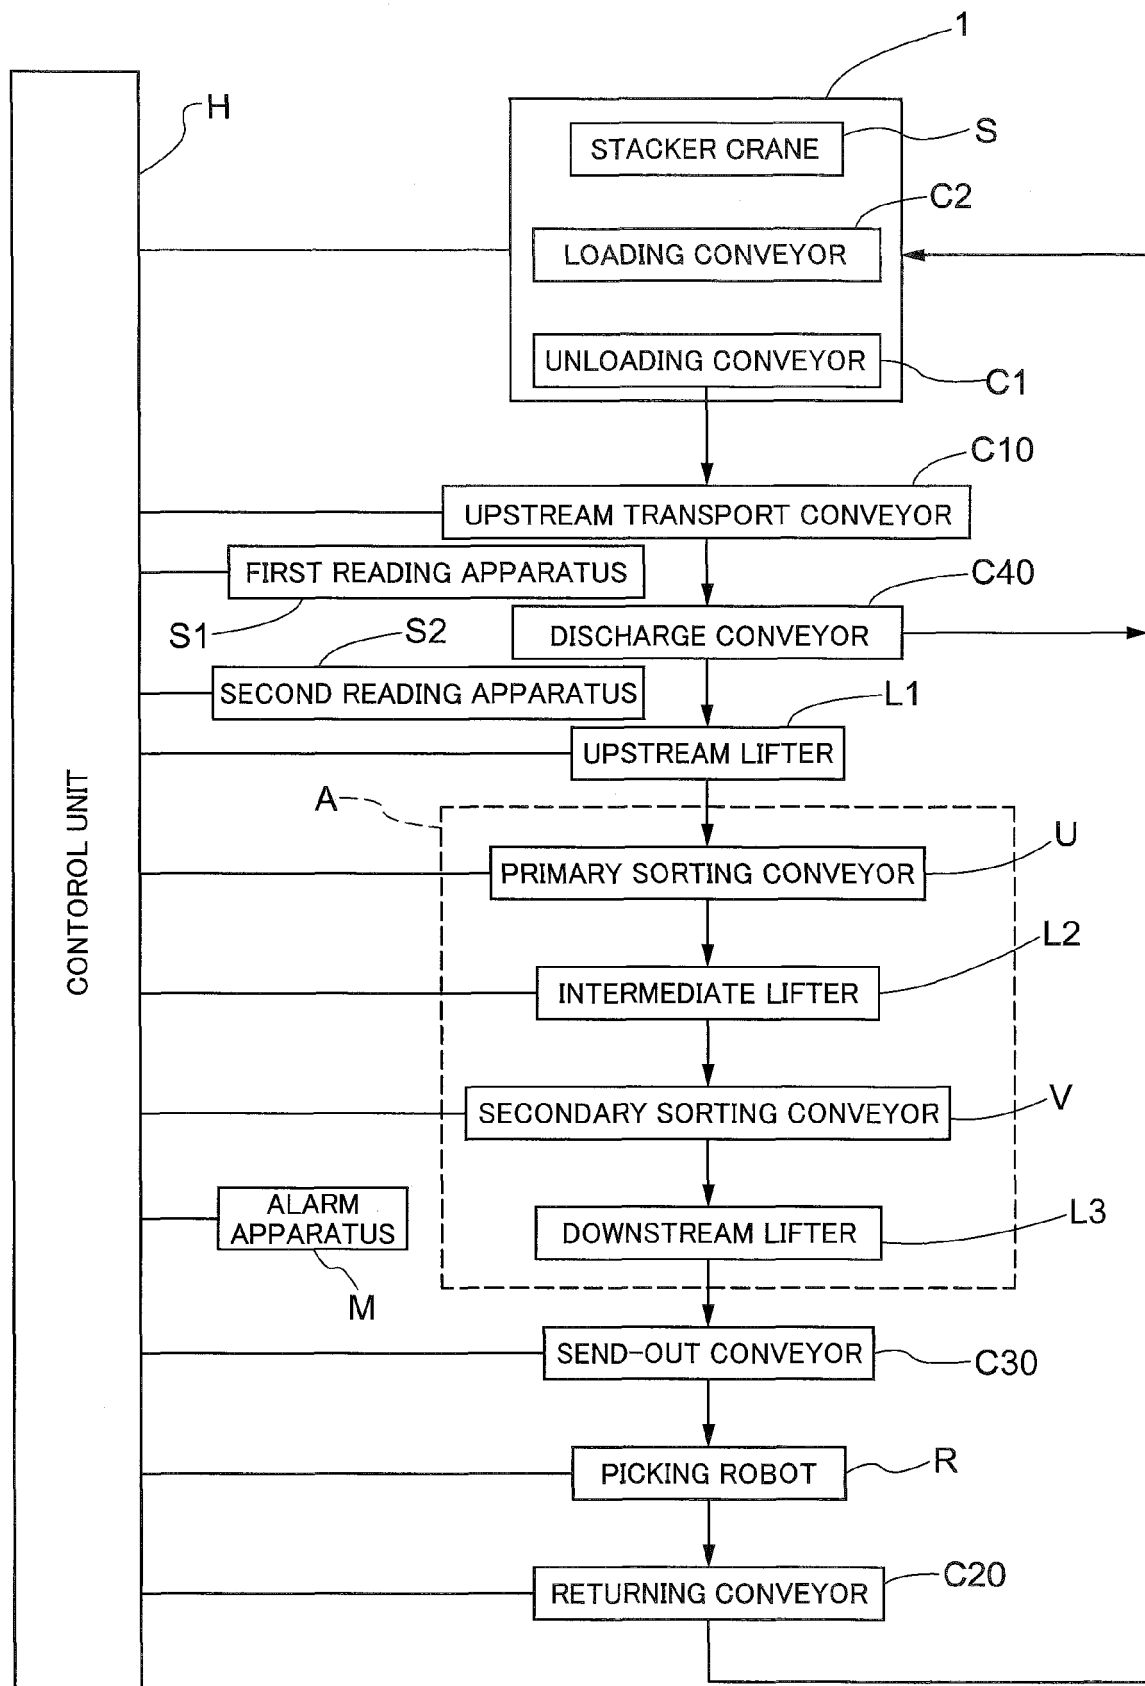 1
H
STACKER CRANE
S
C2
LOADING CONVEYOR
UNLOADING CONVEYOR
C1
C10
UPSTREAM TRANSPORT CONVEYOR
FIRST READING APPARATUS
C40
S1
S2
DISCHARGE CONVEYOR
SECOND READING APPARATUS
L1
UPSTREAM LIFTER
CONTOROL UNIT
A
U
PRIMARY SORTING CONVEYOR
L2
INTERMEDIATE LIFTER
V
SECONDARY SORTING CONVEYOR
ALARM
APPARATUS
M
L3
DOWNSTREAM LIFTER
SEND-OUT CONVEYOR
C30
PICKING ROBOT
R
RETURNING CONVEYOR
C20